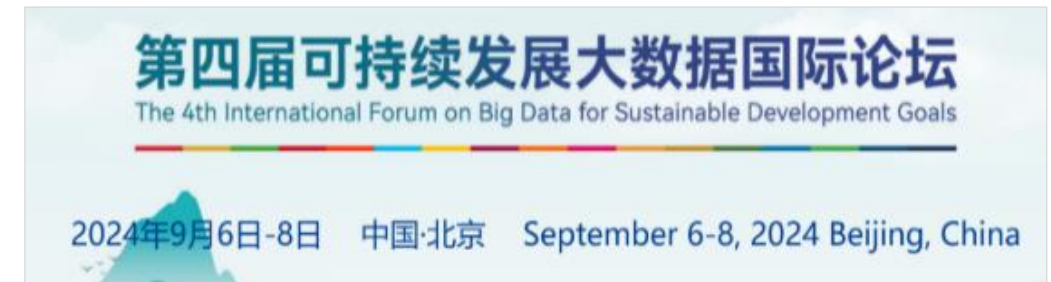 第四届可持续发展大数据国际论坛
The 4th International Forum on Big Data for Sustainable Development Goals
2024年9月6日-8日 中国·北京 September 6-8, 2024 Beijing, China